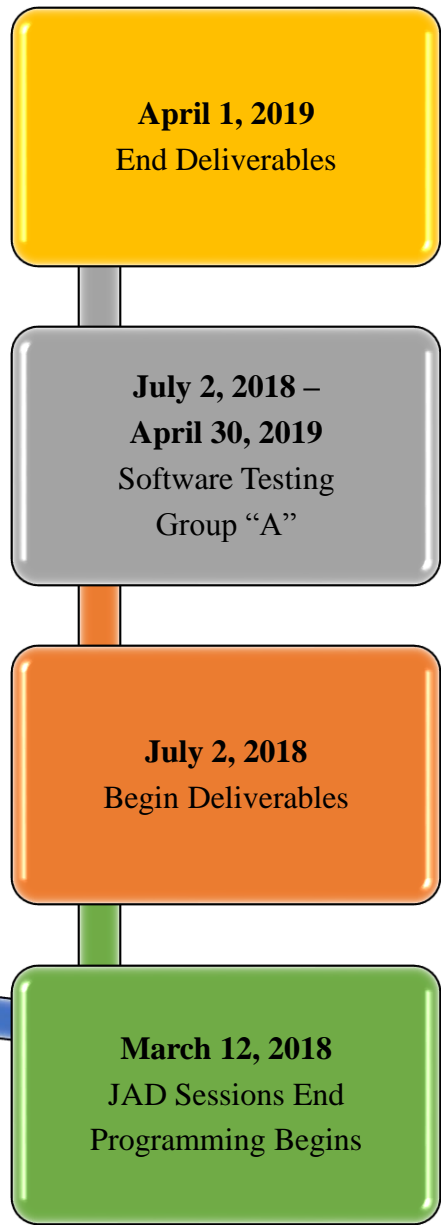 April 1, 2019
End Deliverables
July 2, 2018 –
April 30, 2019
Software Testing
Group “A”
July 2, 2018
Begin Deliverables
March 12, 2018
JAD Sessions End
Programming Begins